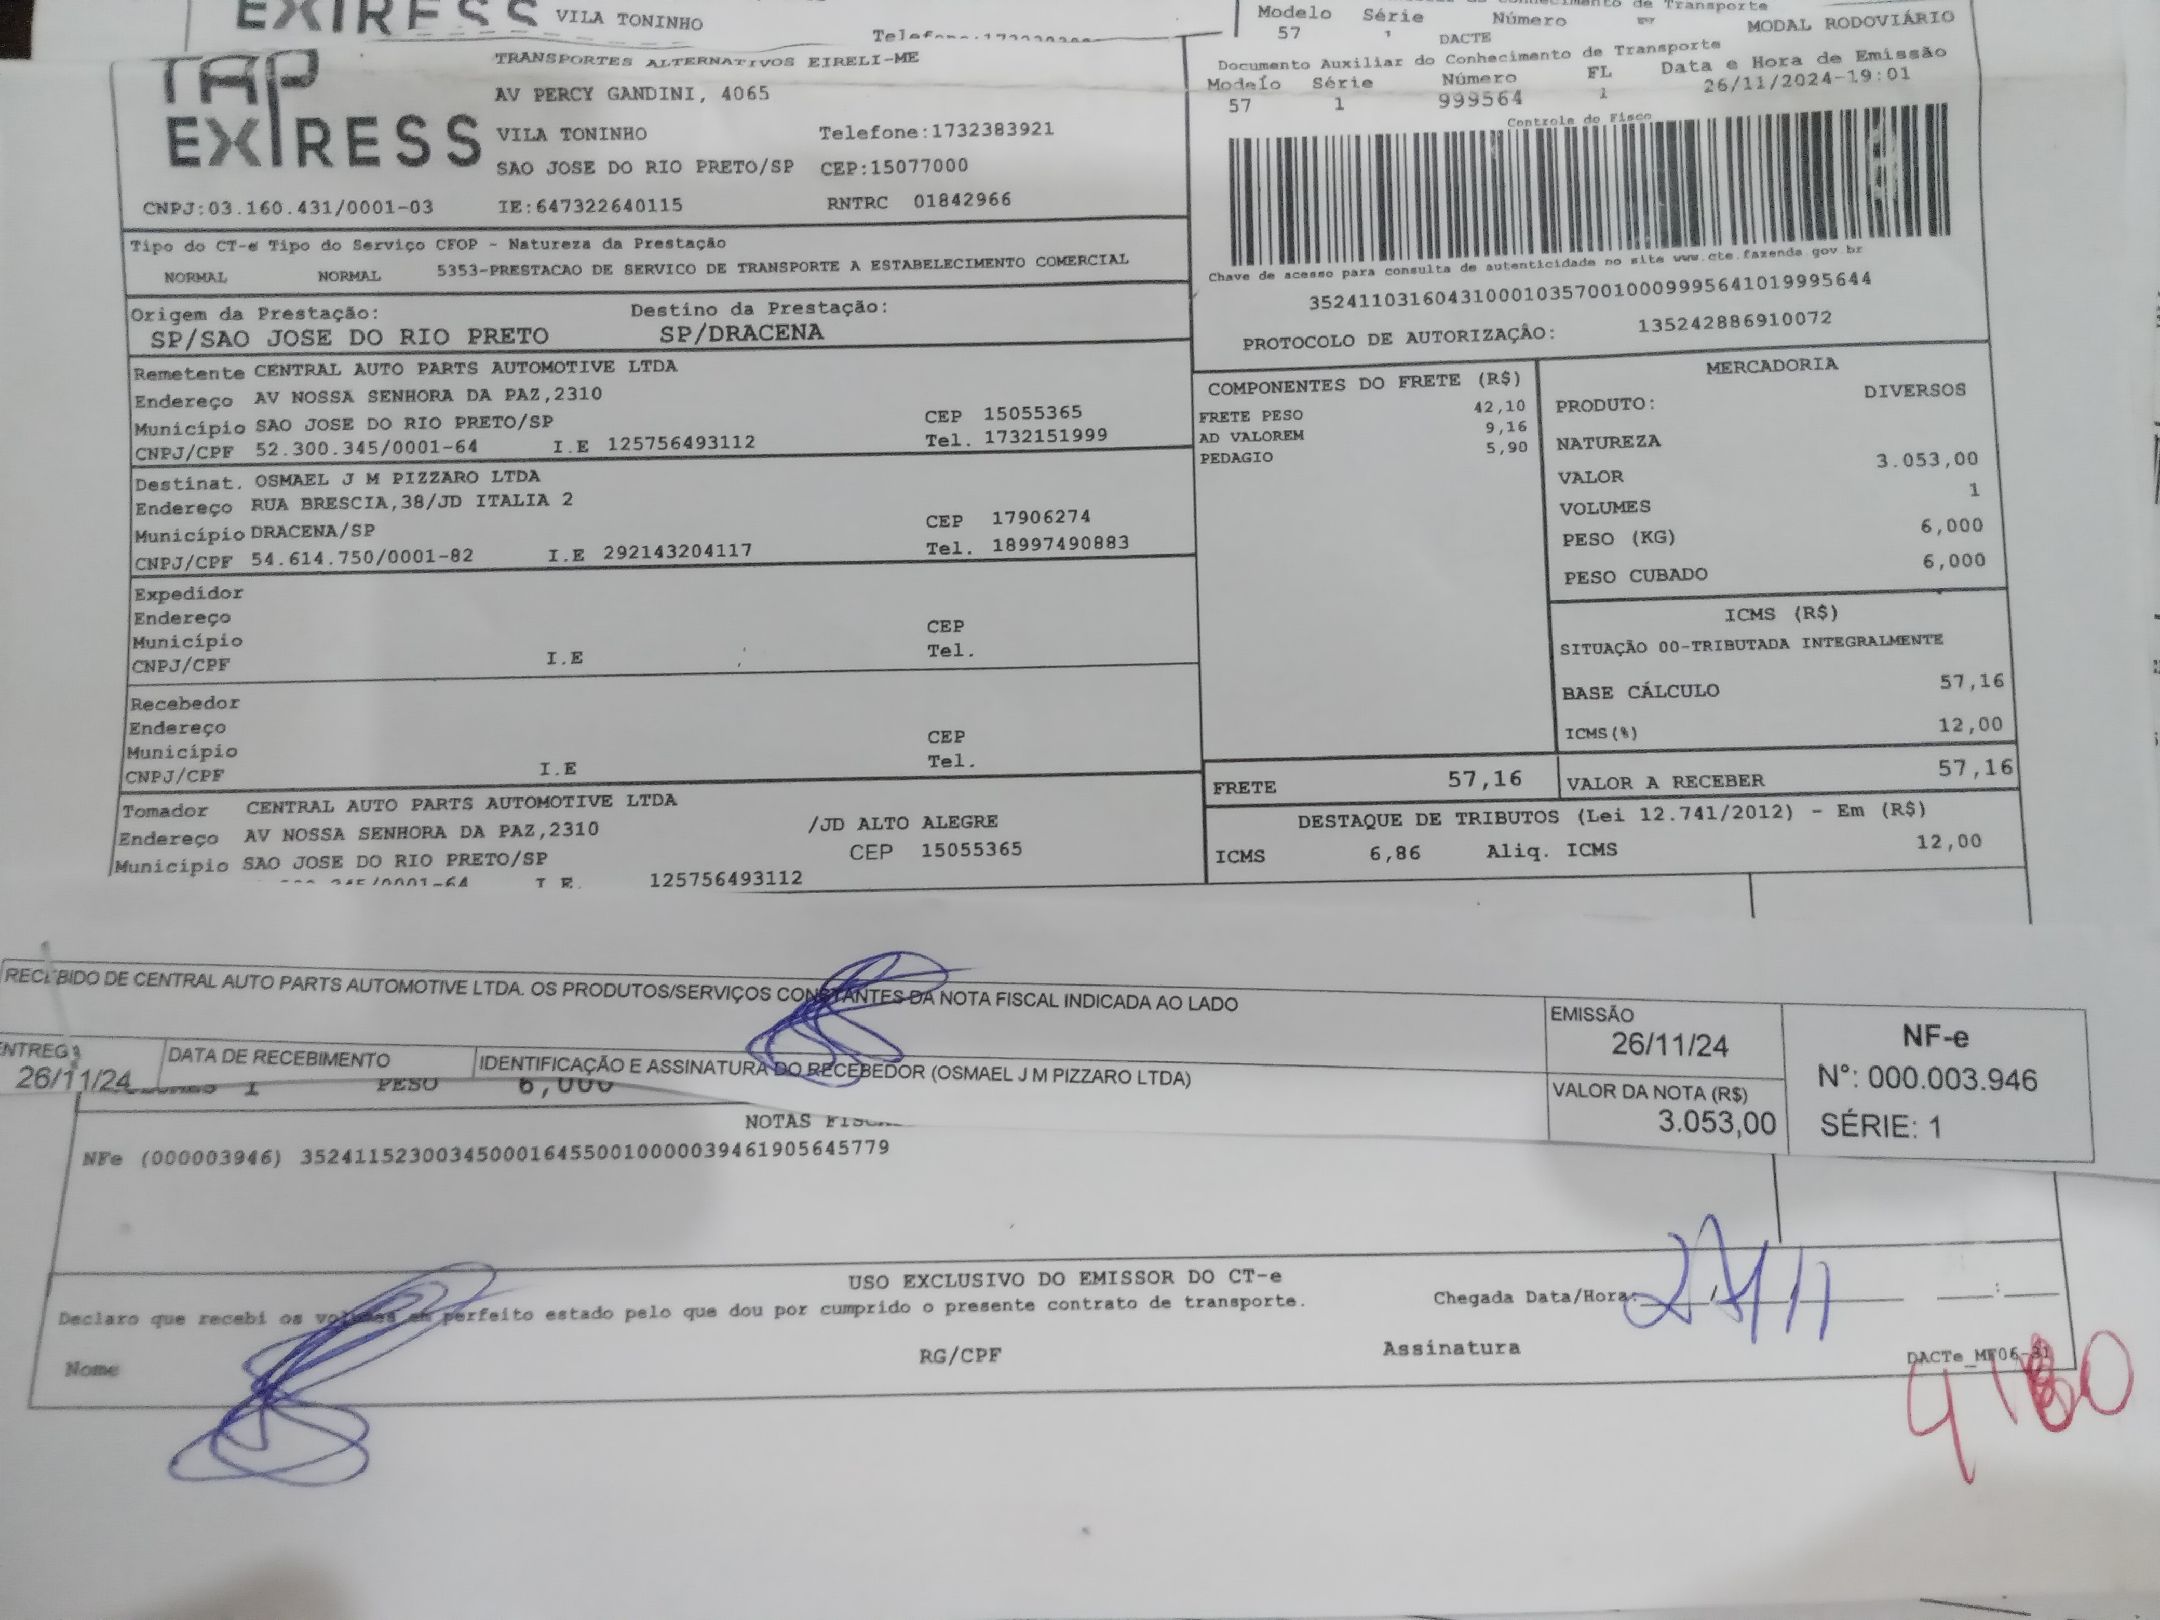 EXPRESS VILA TONINHO
Modelo Série Número
57 1 DACTE MODAL RODOVIÁRIO
TAP
EXPRESS
TRANSPORTES ALTERNATIVOS EIRELI-ME
AV PERCY GANDINI, 4065
VILA TONINHO Telefone:1732383921
SAO JOSE DO RIO PRETO/SP CEP:15077000
CNPJ:03.160.431/0001-03 IE:647322640115 RNTRC 01842966
Documento Auxiliar do Conhecimento de Transporte
Modelo Série Número FL Data e Hora de Emissão
57 1 999564 1 26/11/2024-19:01
Controle do Fisco
Chave de acesso para consulta de autenticidade no site www.cte.fazenda.gov.br
35241103160431000103570010009995641019995644
PROTOCOLO DE AUTORIZAÇÃO: 135242886910072
Tipo do CT-e Tipo do Serviço CFOP - Natureza da Prestação
NORMAL NORMAL 5353-PRESTACAO DE SERVICO DE TRANSPORTE A ESTABELECIMENTO COMERCIAL
Origem da Prestação: Destino da Prestação:
SP/SAO JOSE DO RIO PRETO SP/DRACENA
Remetente CENTRAL AUTO PARTS AUTOMOTIVE LTDA
Endereço AV NOSSA SENHORA DA PAZ,2310
Município SAO JOSE DO RIO PRETO/SP CEP 15055365
CNPJ/CPF 52.300.345/0001-64 I.E 125756493112 Tel. 1732151999
Destinat. OSMAEL J M PIZZARO LTDA
Endereço RUA BRESCIA,38/JD ITALIA 2
Município DRACENA/SP CEP 17906274
CNPJ/CPF 54.614.750/0001-82 I.E 292143204117 Tel. 18997490883
Expedidor
Endereço
Município CEP
CNPJ/CPF I.E Tel.
Recebedor
Endereço
Município CEP
CNPJ/CPF I.E Tel.
Tomador CENTRAL AUTO PARTS AUTOMOTIVE LTDA
Endereço AV NOSSA SENHORA DA PAZ,2310 /JD ALTO ALEGRE
Município SAO JOSE DO RIO PRETO/SP CEP 15055365
125756493112
COMPONENTES DO FRETE (R$)
FRETE PESO 42,10
AD VALOREM 9,16
PEDAGIO 5,90
MERCADORIA
PRODUTO: DIVERSOS
NATUREZA
VALOR 3.053,00
VOLUMES 1
PESO (KG) 6,000
PESO CUBADO 6,000
ICMS (R$)
SITUAÇÃO 00-TRIBUTADA INTEGRALMENTE
BASE CÁLCULO 57,16
ICMS(%) 12,00
FRETE 57,16 VALOR A RECEBER 57,16
DESTAQUE DE TRIBUTOS (Lei 12.741/2012) - Em (R$)
ICMS 6,86 Aliq. ICMS 12,00
RECEBIDO DE CENTRAL AUTO PARTS AUTOMOTIVE LTDA. OS PRODUTOS/SERVIÇOS CONSTANTES DA NOTA FISCAL INDICADA AO LADO
DATA DE RECEBIMENTO IDENTIFICAÇÃO E ASSINATURA DO RECEBEDOR (OSMAEL J M PIZZARO LTDA)
26/11/24
EMISSÃO
26/11/24
VALOR DA NOTA (R$)
3.053,00
NF-e
N°: 000.003.946
SÉRIE: 1
1 PESO 6,000
NOTAS
NFe (000003946) 35241152300345000164550010000039461905645779
USO EXCLUSIVO DO EMISSOR DO CT-e
Declaro que recebi os volumes em perfeito estado pelo que dou por cumprido o presente contrato de transporte.
Chegada Data/Hora: 27/11
Nome RG/CPF Assinatura